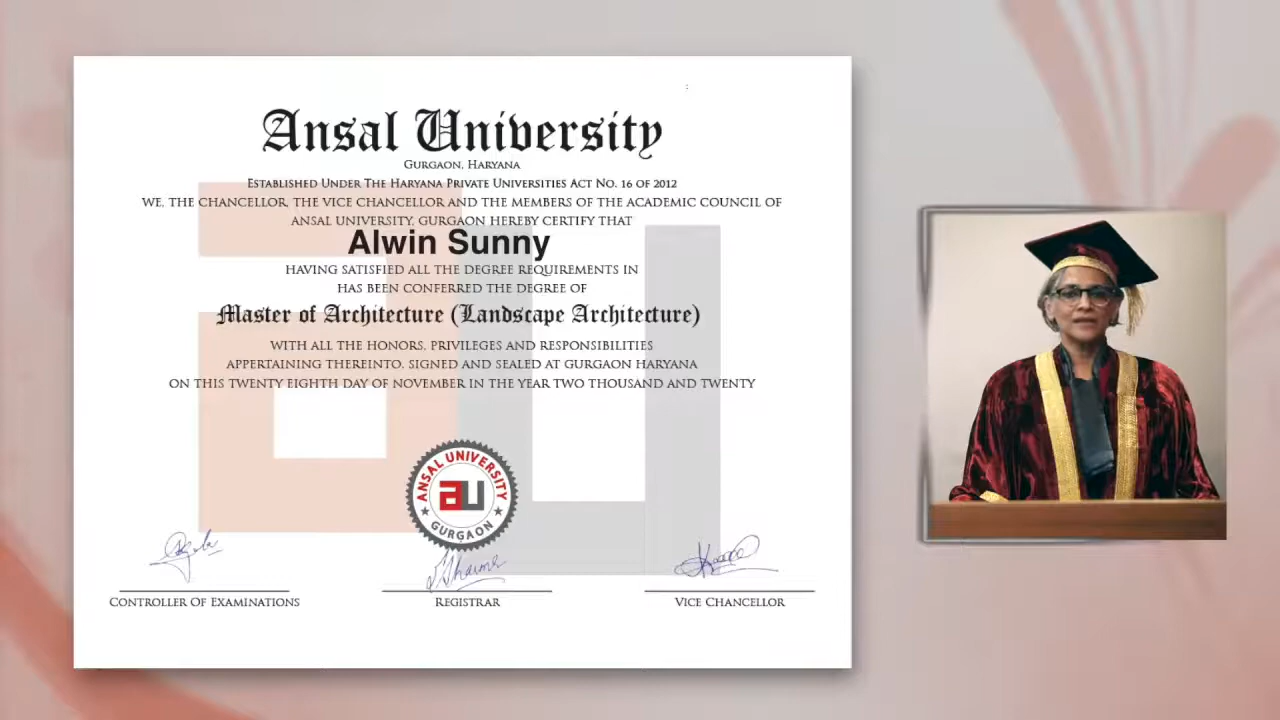 Ansal University
GURGAON, HARYANA
ESTABLISHED UNDER THE HARYANA PRIVATE UNIVERSITIES ACT NO. 16 OF 2012
WE, THE CHANCELLOR, THE VICE CHANCELLOR AND THE MEMBERS OF THE ACADEMIC COUNCIL OF
ANSAL UNIVERSITY, GURGAON HEREBY CERTIFY THAT
Alwin Sunny
HAVING SATISFIED ALL THE DEGREE REQUIREMENTS IN
HAS BEEN CONFERRED THE DEGREE OF
Master of Architecture (Landscape Architecture)
WITH ALL THE HONORS, PRIVILEGES AND RESPONSIBILITIES
APPERTAINING THEREINTO, SIGNED AND SEALED AT GURGAON HARYANA
ON THIS TWENTY EIGHTH DAY OF NOVEMBER IN THE YEAR TWO THOUSAND AND TWENTY
ANSAL UNIVERSITY
au
GURGAON
CONTROLLER OF EXAMINATIONS
REGISTRAR
VICE CHANCELLOR